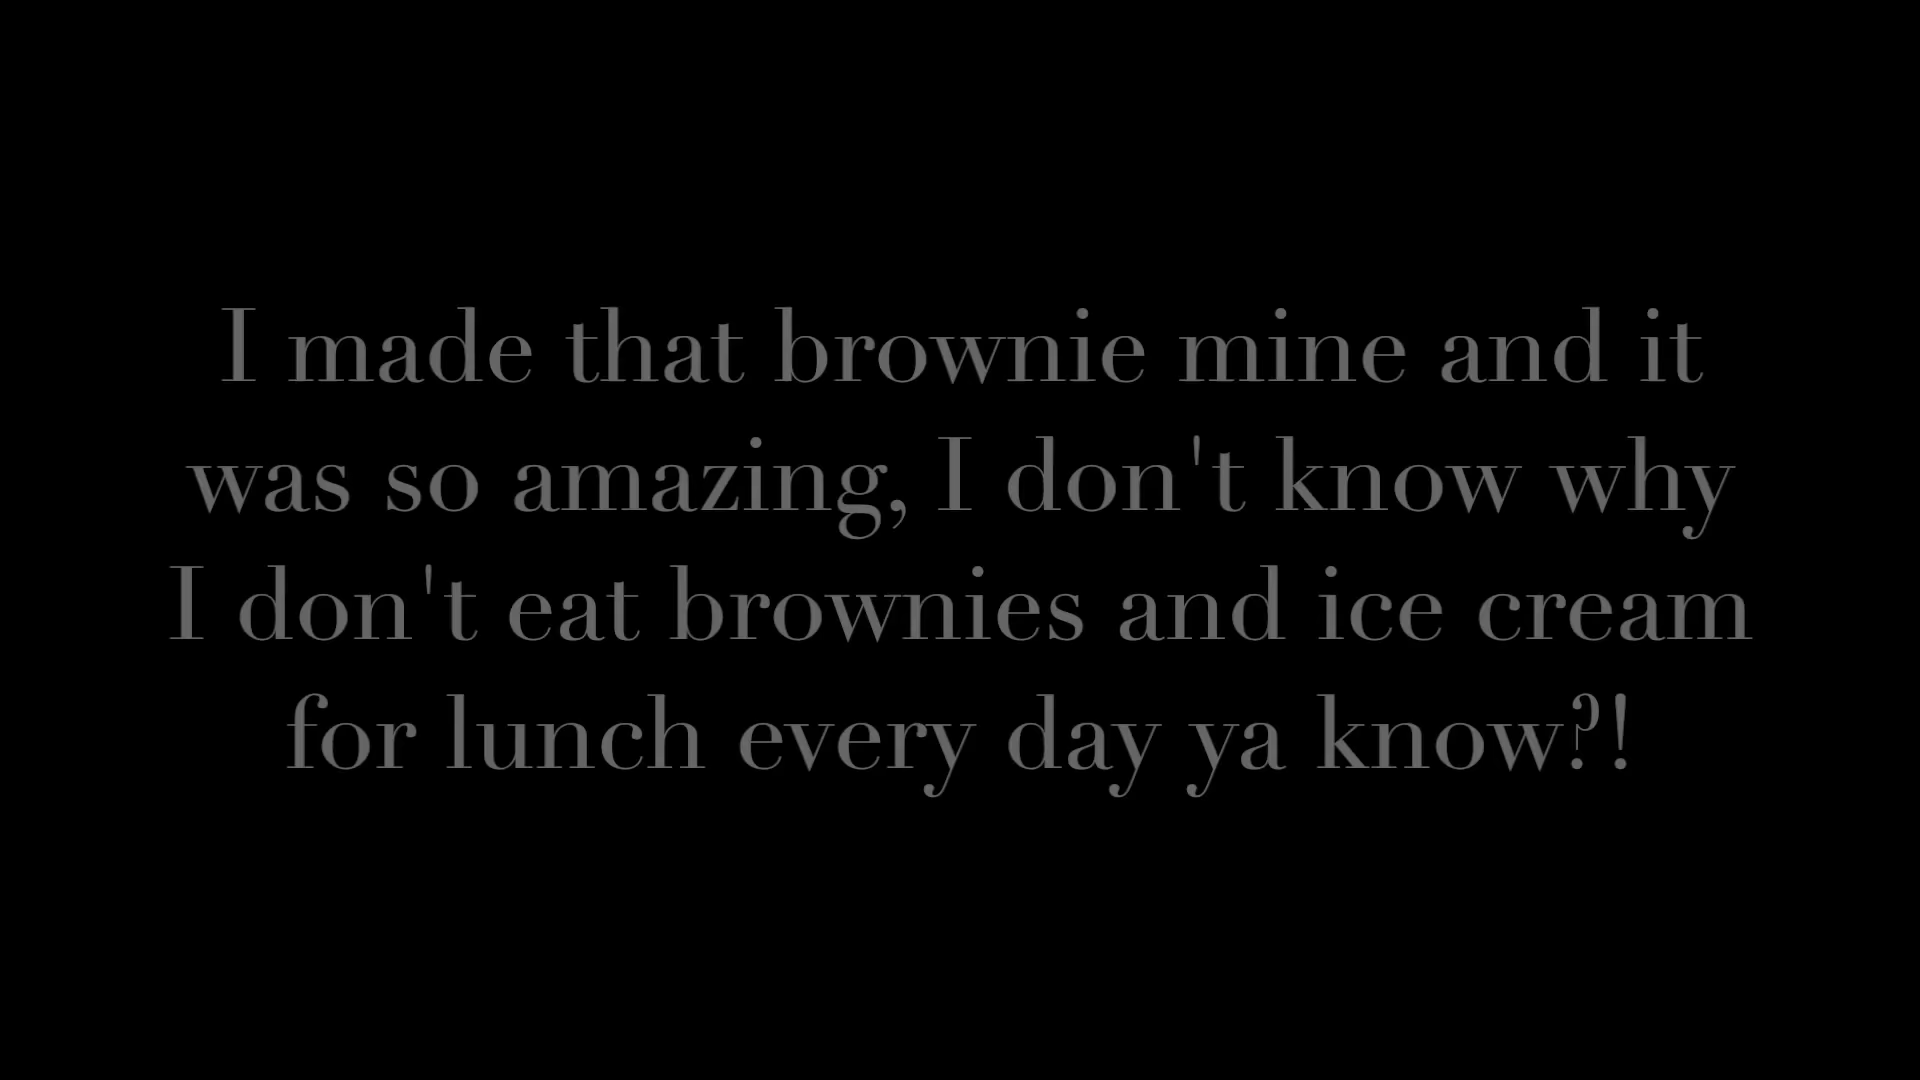 I made that brownie mine and it
was so amazing, I don't know why
I don't eat brownies and ice cream
for lunch every day ya know?!